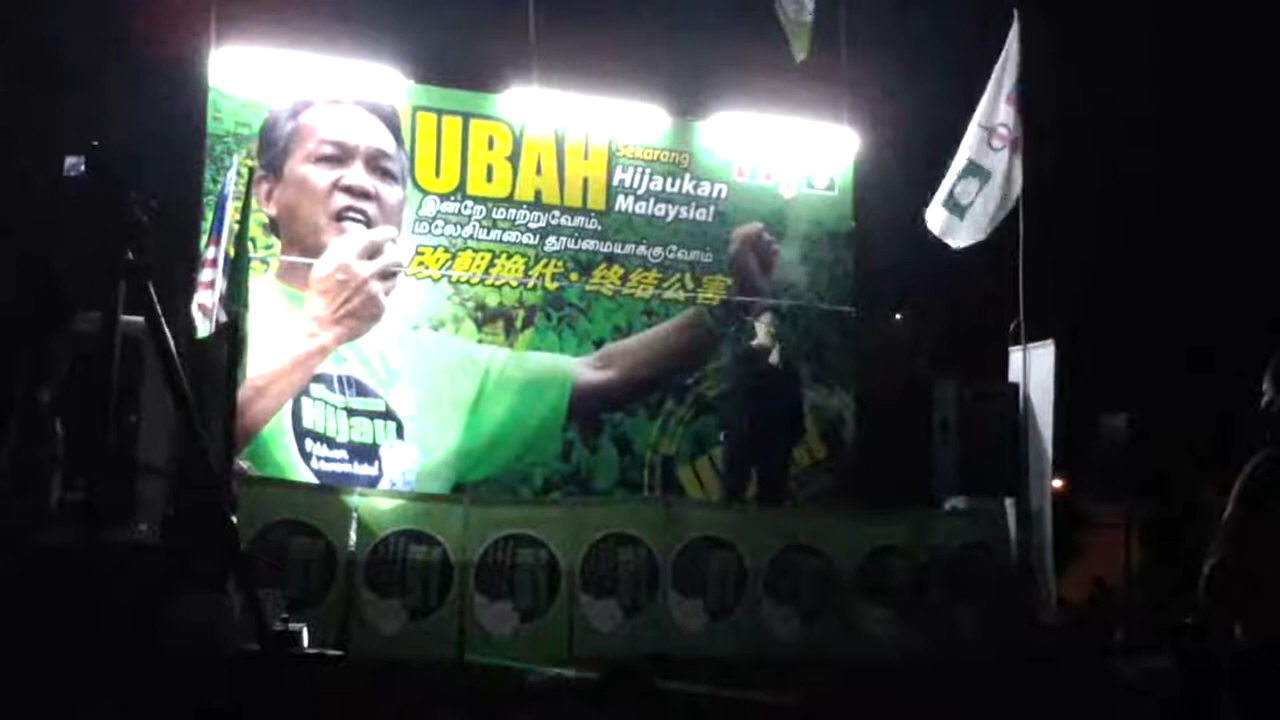 UBAH
Sekarang
Hijaukan
Malaysia!
இன்றே மாற்றுவோம்,
மலேசியாவை தூய்மையாக்குவோம்
改朝换代·终结公害
Hijau